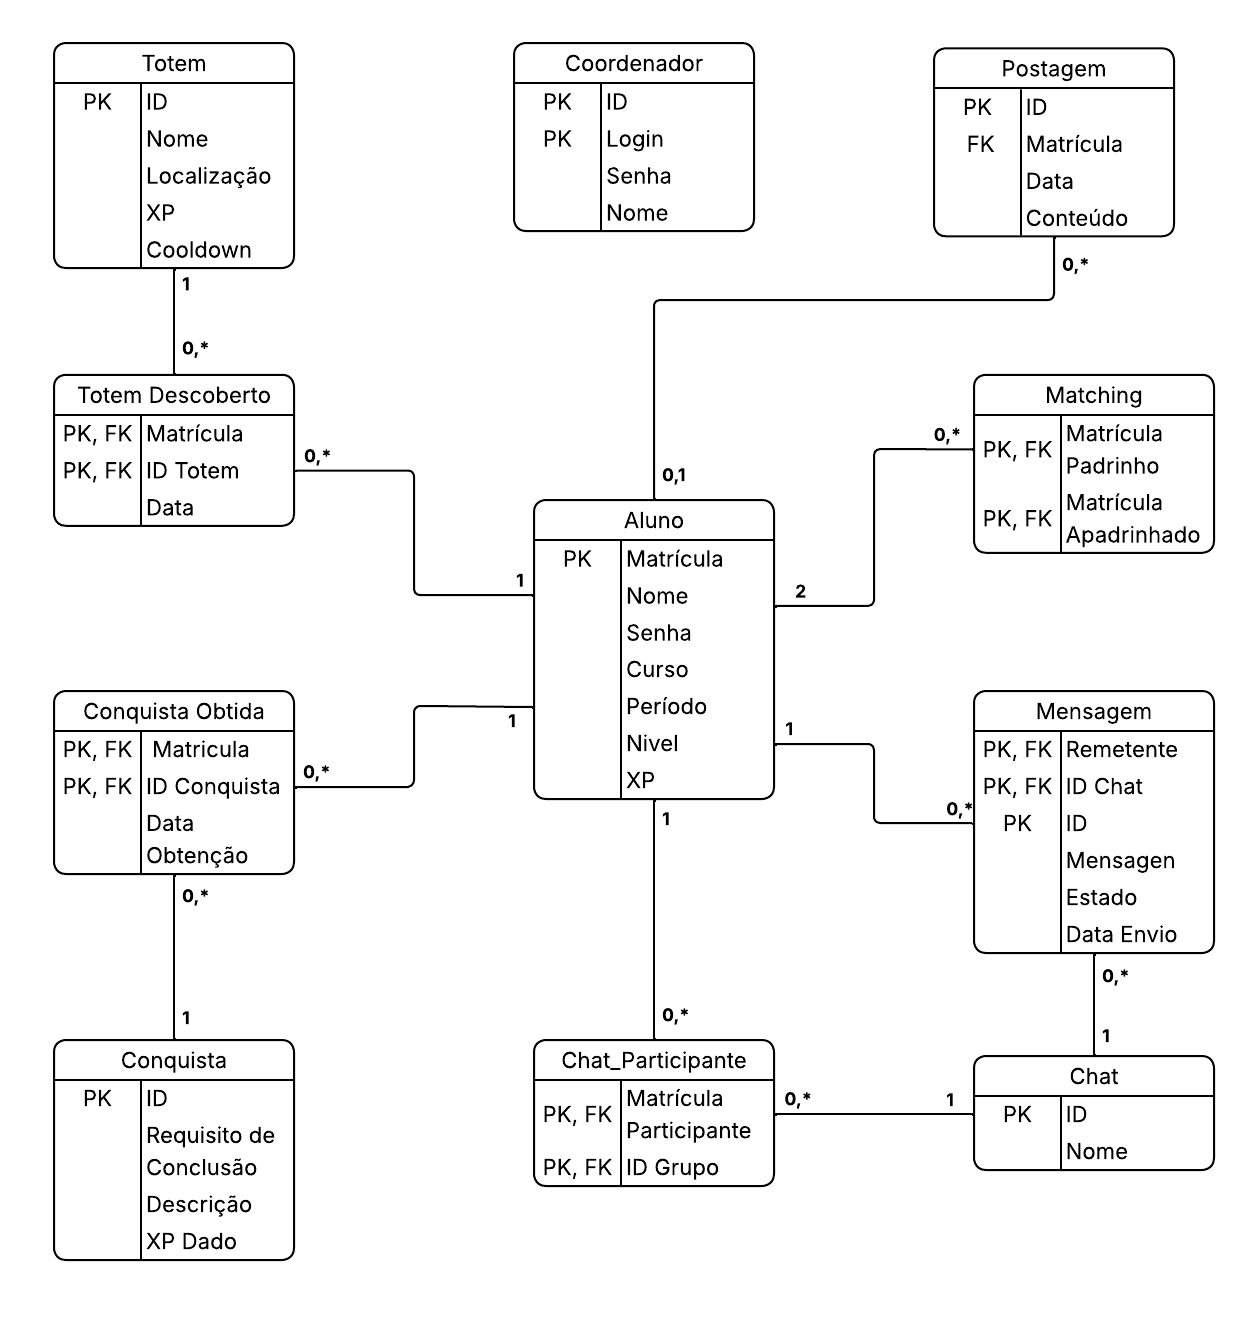 Totem
PK ID
Nome
Localização
XP
Cooldown
1
0,*
Coordenador
PK ID
PK Login
Senha
Nome
Postagem
PK ID
FK Matrícula
Data
Conteúdo
0,*
0,1
Totem Descoberto
PK, FK Matrícula
PK, FK ID Totem
Data
0,*
1
Matching
PK, FK Matrícula
Padrinho
PK, FK Matrícula
Apadrinhado
0,*
2
Aluno
PK Matrícula
Nome
Senha
Curso
Período
Nivel
XP
1
0,*
Conquista Obtida
PK, FK Matricula
PK, FK ID Conquista
Data
Obtenção
0,*
1
0,*
1
Mensagem
PK, FK Remetente
PK, FK ID Chat
PK ID
Mensagen
Estado
Data Envio
1
0,*
0,*
1
Conquista
PK ID
Requisito de
Conclusão
Descrição
XP Dado
Chat_Participante
PK, FK Matrícula
Participante
PK, FK ID Grupo
0,*
1
Chat
PK ID
Nome